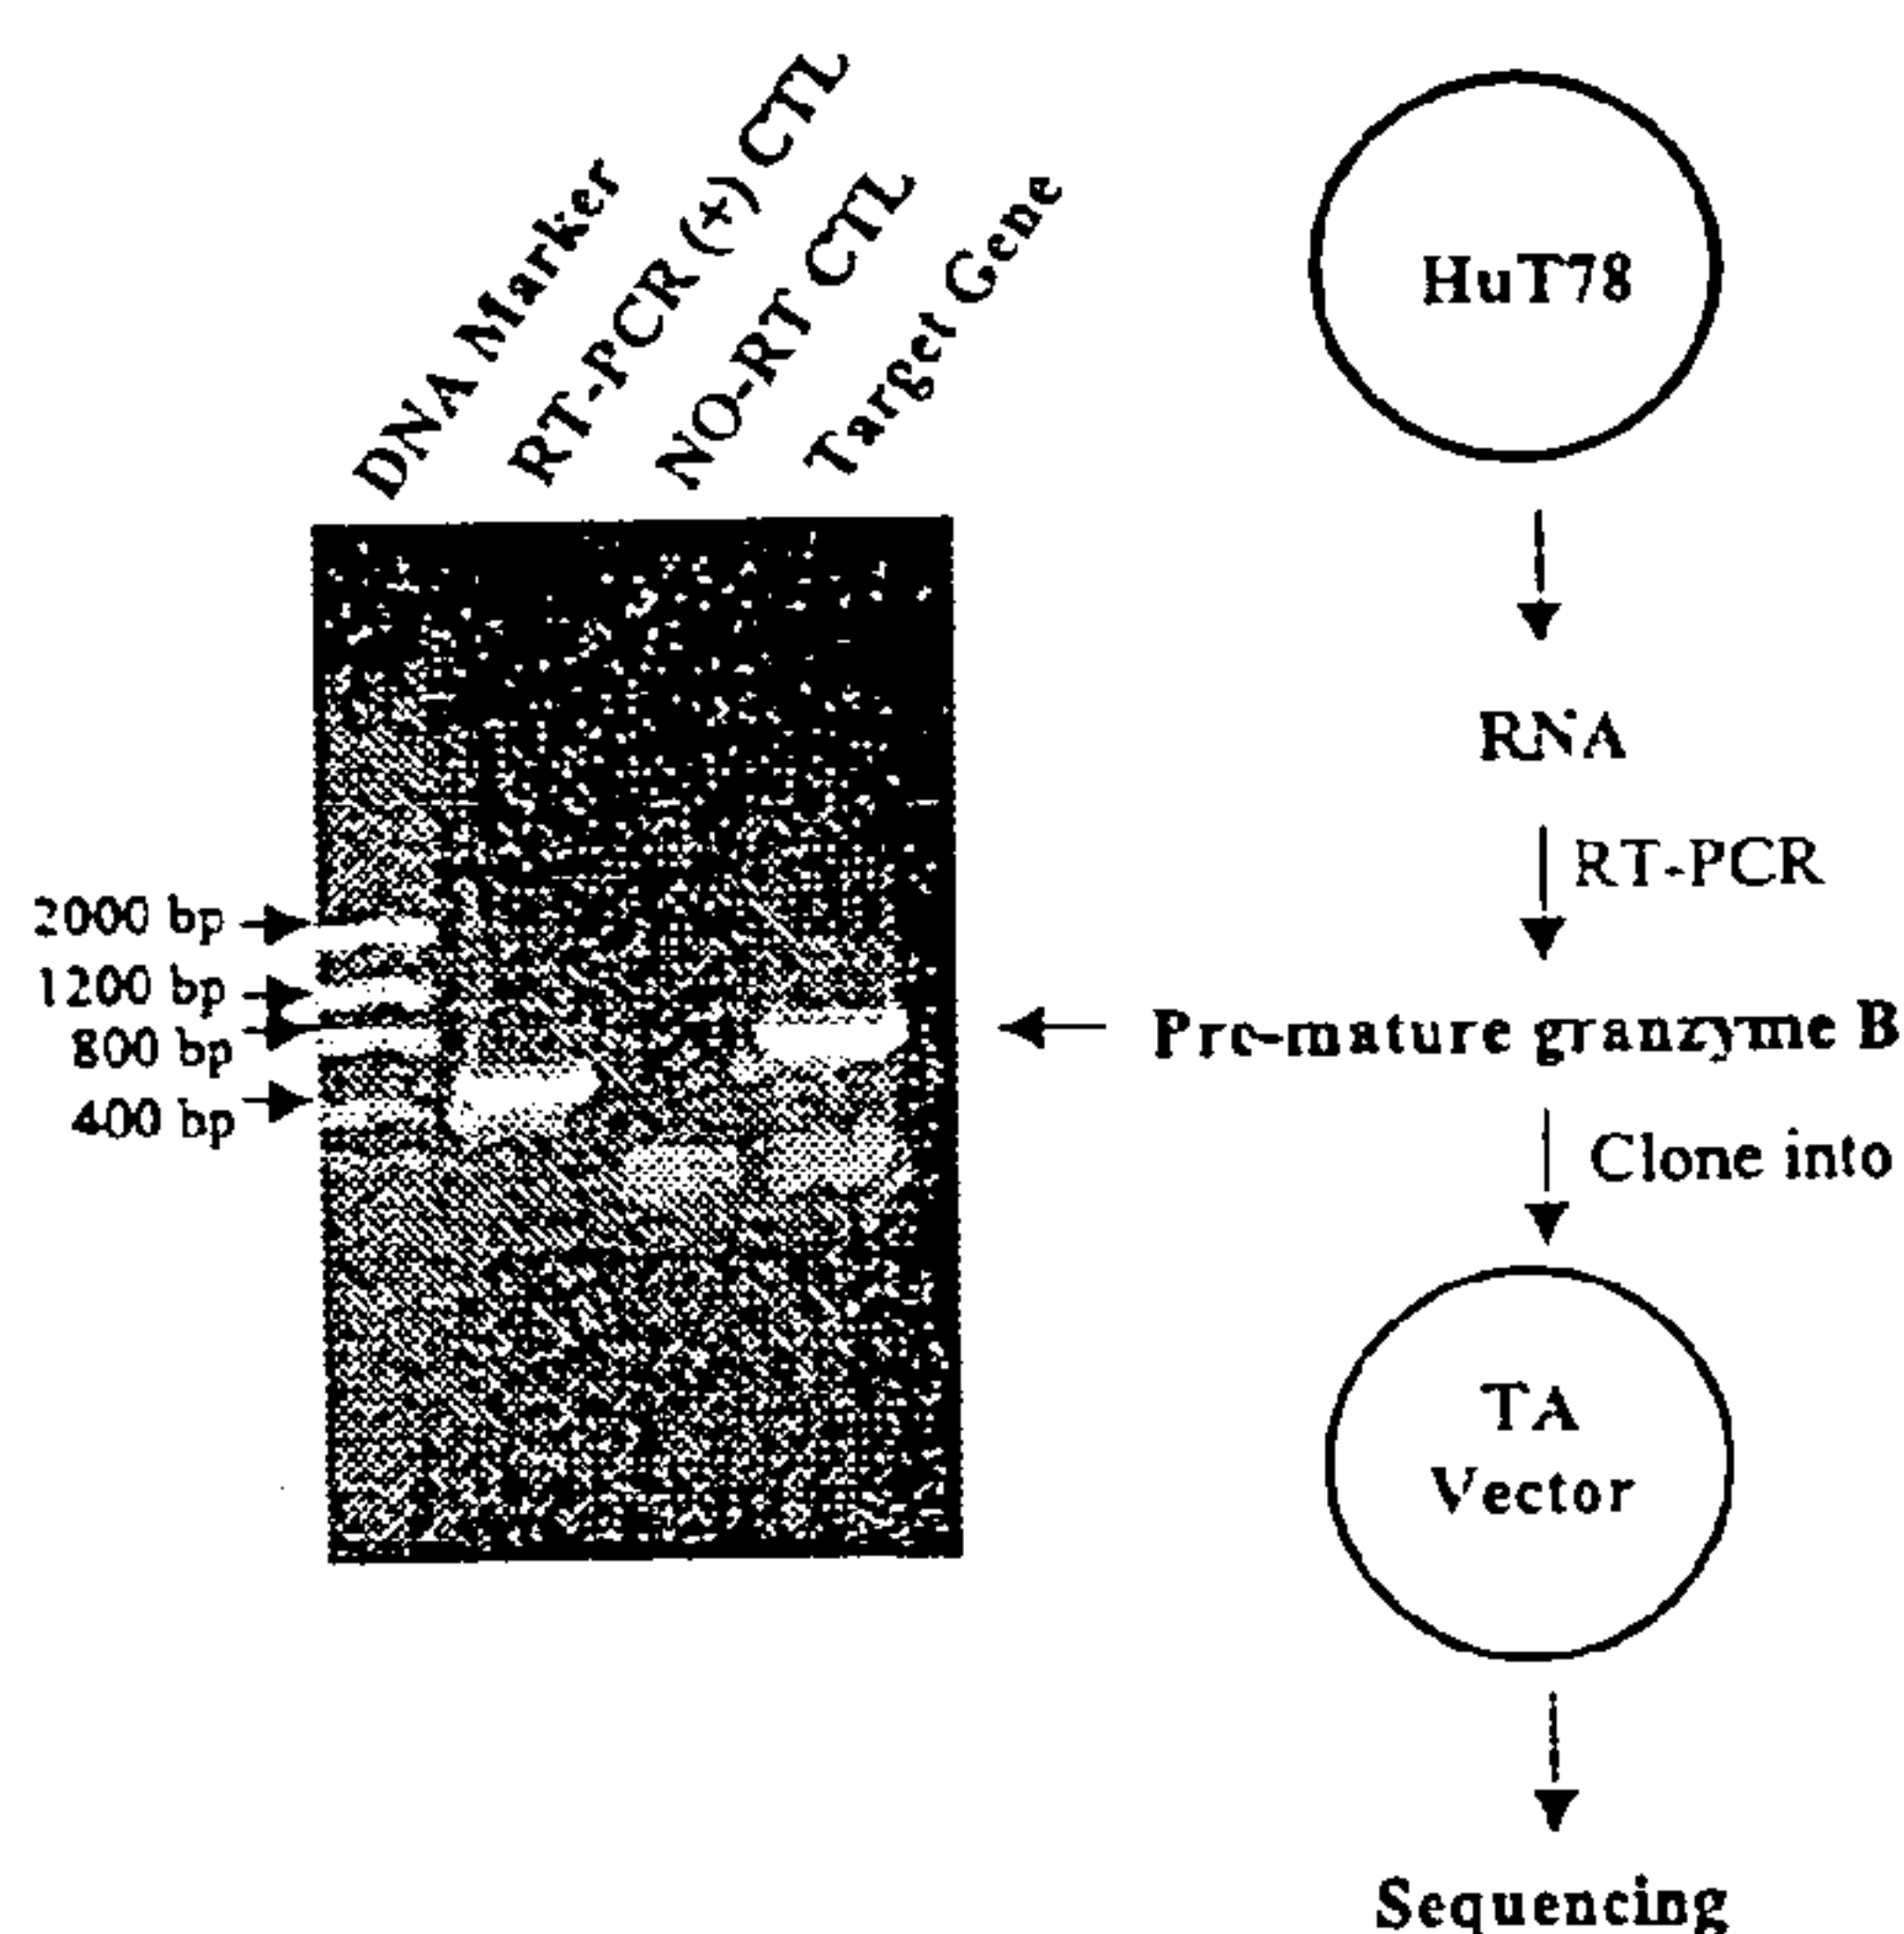 DNA Marker
RT-PCR (+) CTL
NO-RT CTL
Target Gene
2000 bp
1200 bp
800 bp
400 bp
HuT78
RNA
RT-PCR
Pre-mature granzyme B
Clone into
TA
Vector
Sequencing